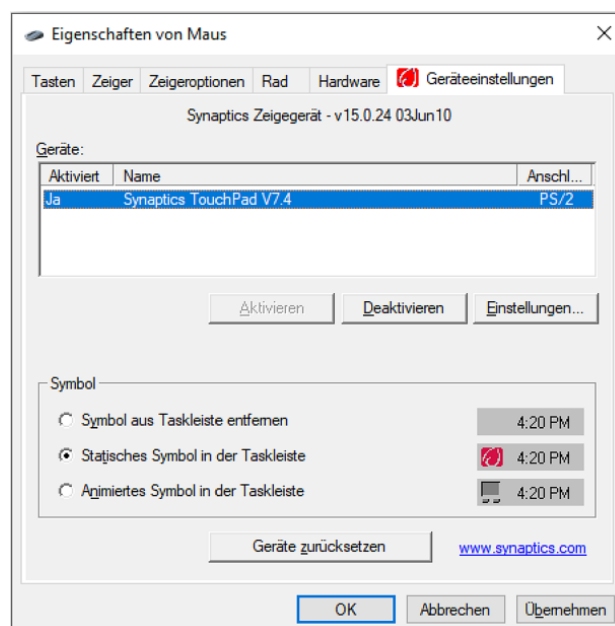 Eigenschaften von Maus
Tasten Zeiger Zeigeroptionen Rad Hardware Geräteeinstellungen
Synaptics Zeigegerät - v15.0.24 03Jun10
Geräte:
Aktiviert Name Anschl...
Ja Synaptics TouchPad V7.4 PS/2
Aktivieren Deaktivieren Einstellungen...
Symbol
Symbol aus Taskleiste entfernen 4:20 PM
Statisches Symbol in der Taskleiste 4:20 PM
Animiertes Symbol in der Taskleiste 4:20 PM
Geräte zurücksetzen www.synaptics.com
OK Abbrechen Übernehmen